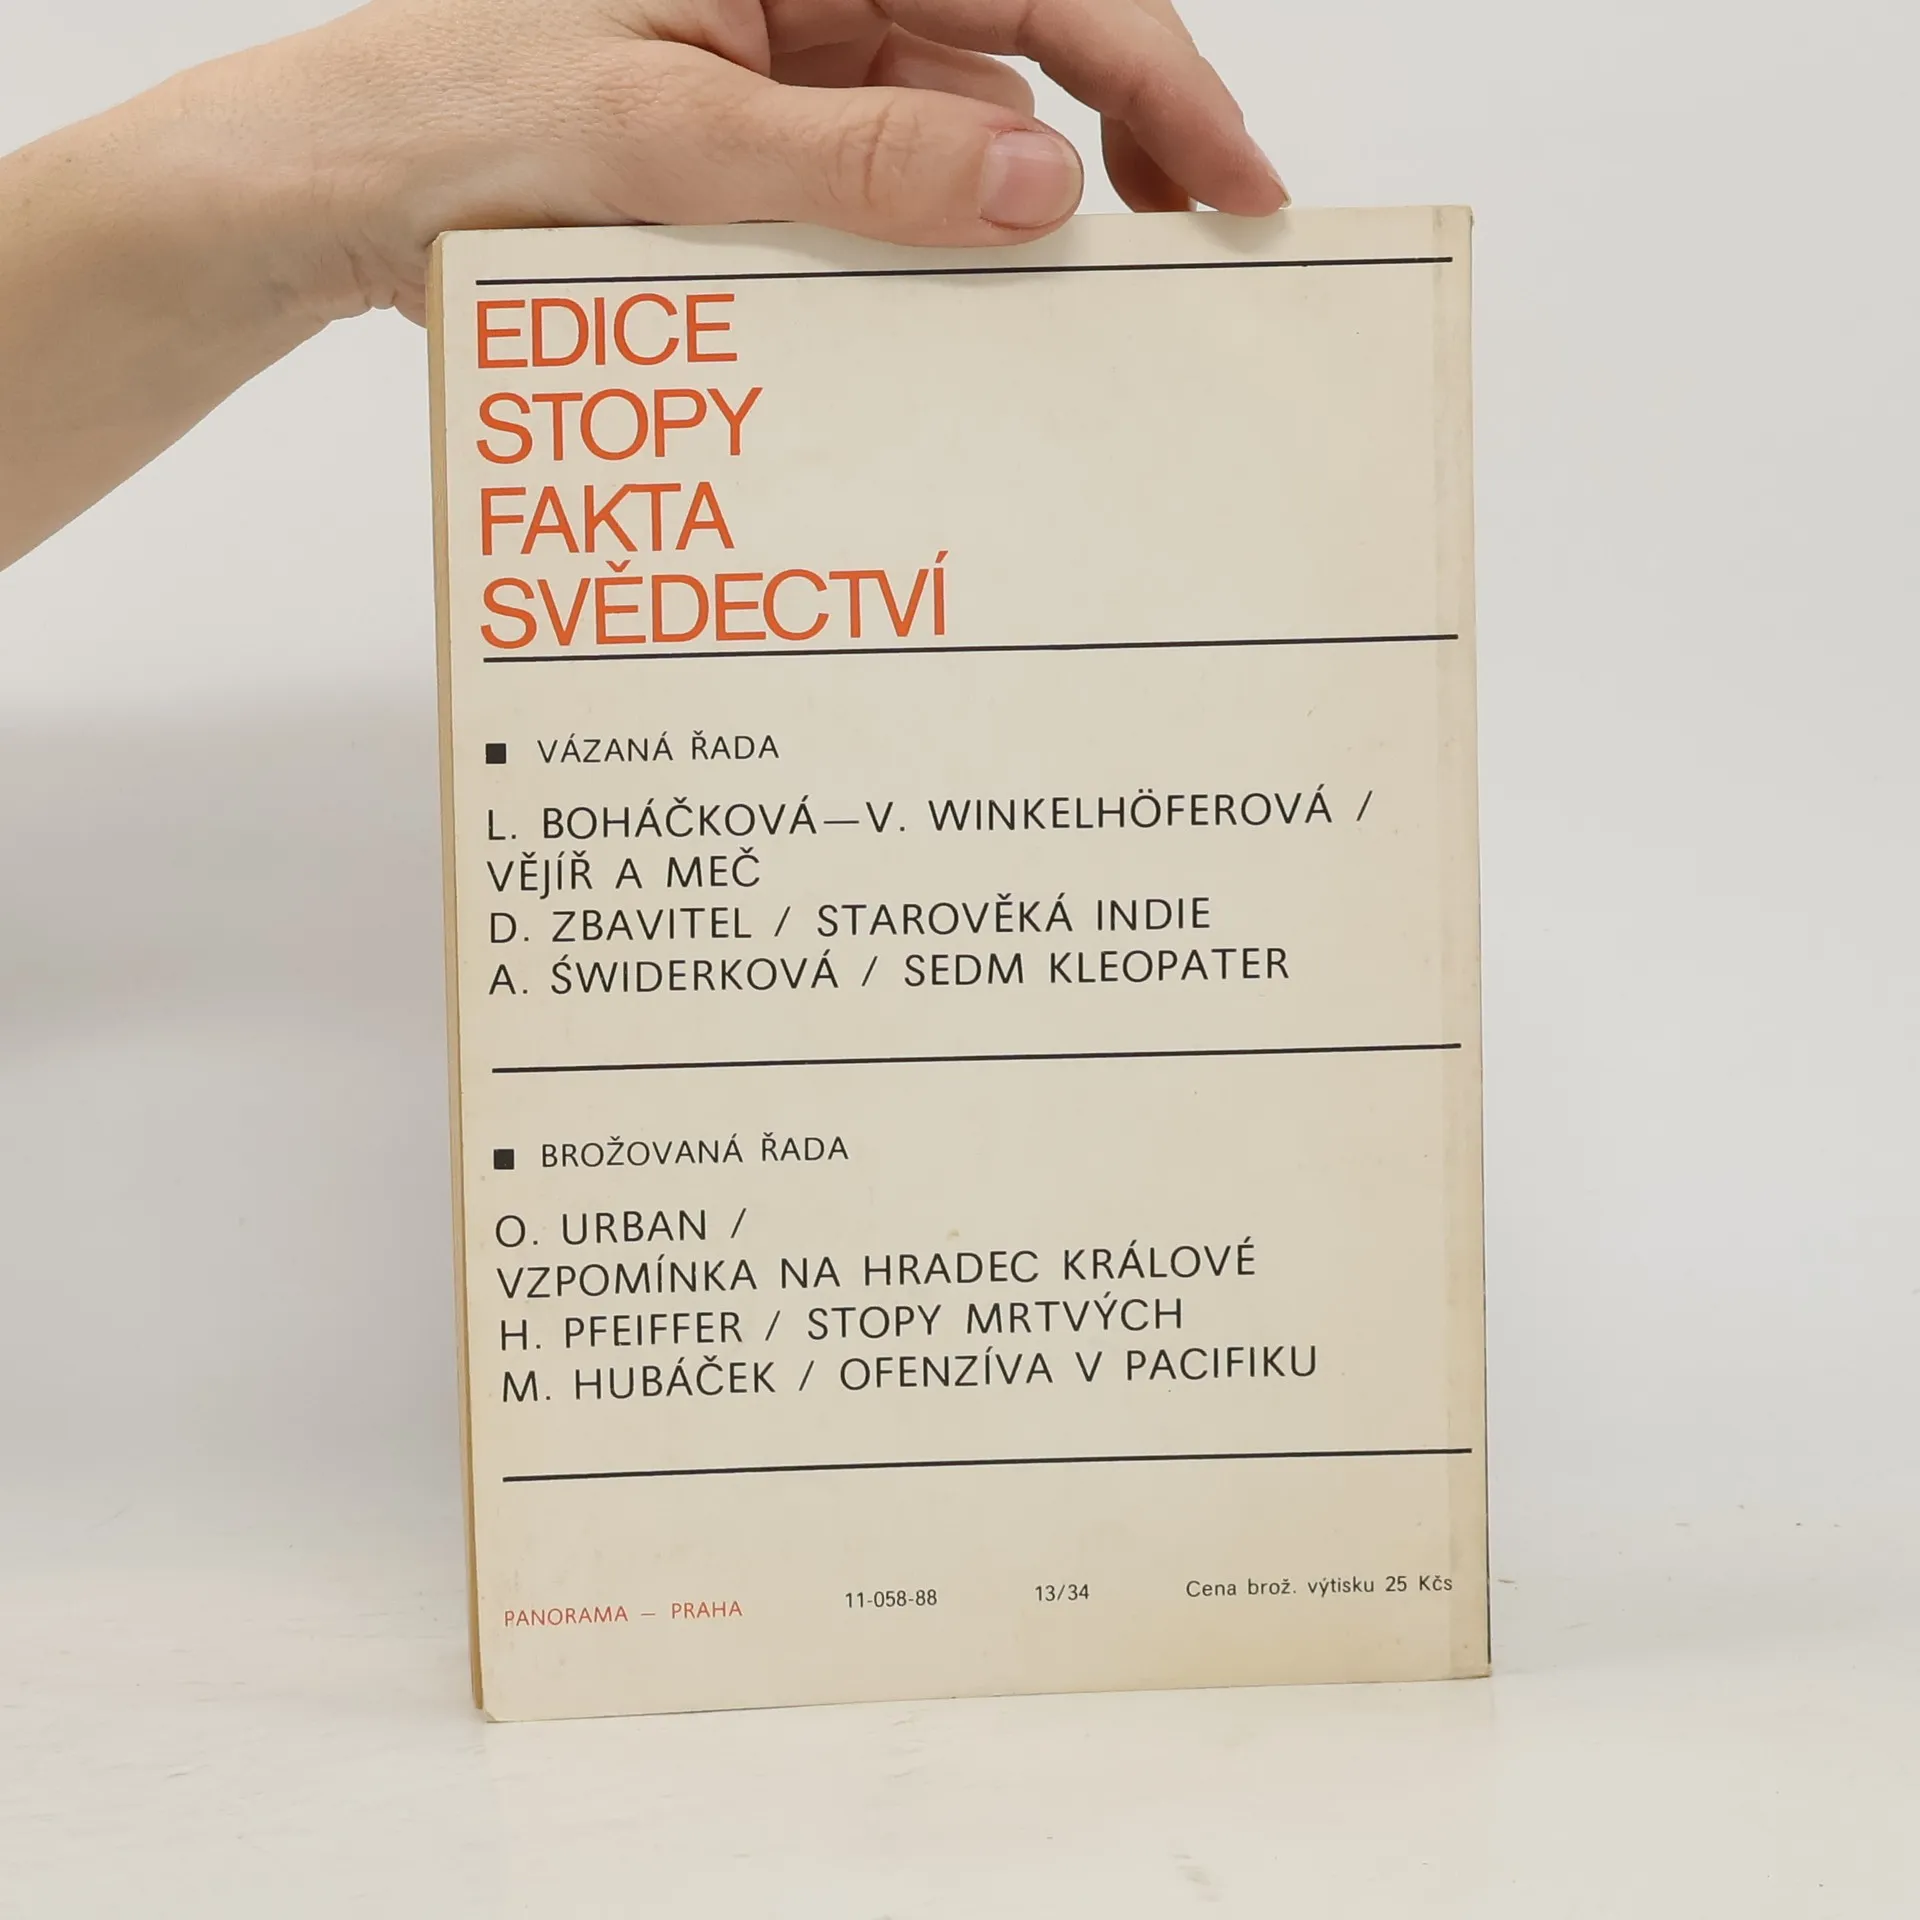 EDICE
STOPY
FAKTA
SVĚDECTVÍ
■ VÁZANÁ ŘADA
L. BOHÁČKOVÁ—V. WINKELHÖFEROVÁ /
VĚJÍŘ A MEČ
D. ZBAVITEL / STAROVĚKÁ INDIE
A. ŚWIDERKOVÁ / SEDM KLEOPATER
■ BROŽOVANÁ ŘADA
O. URBAN /
VZPOMÍNKA NA HRADEC KRÁLOVÉ
H. PFEIFFER / STOPY MRTVÝCH
M. HUBÁČEK / OFENZÍVA V PACIFIKU
PANORAMA — PRAHA 11-058-88 13/34 Cena brož. výtisku 25 Kčs